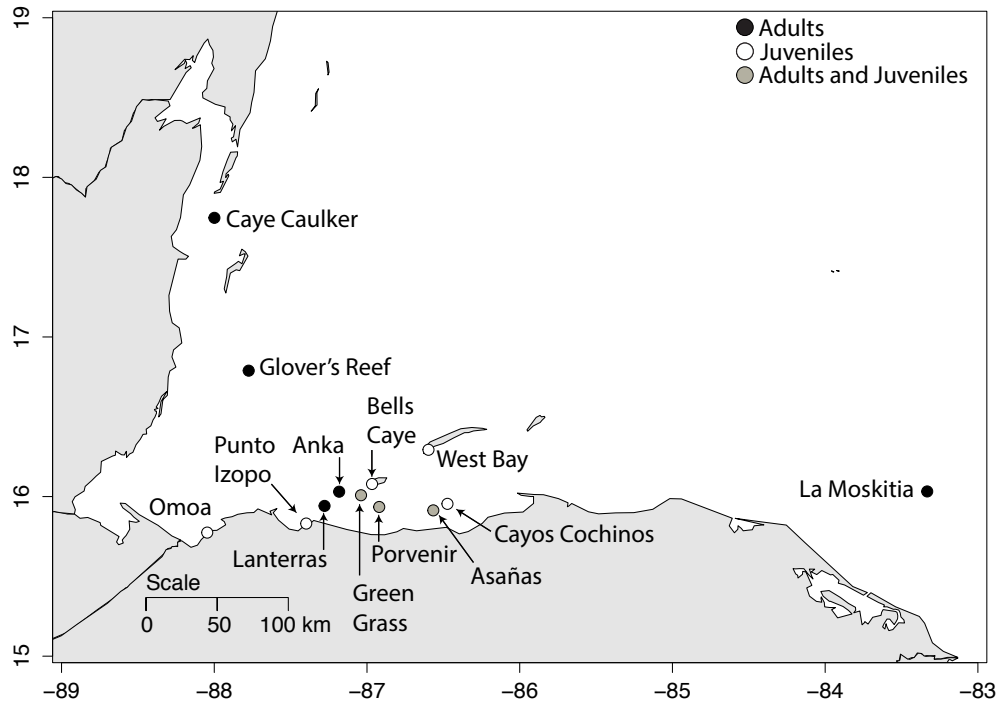 19
18
17
16
15
Adults
Juveniles
Adults and Juveniles
Caye Caulker
Glover's Reef
Bells
Caye
Punto
Izopo
Anka
West Bay
La Moskitia
Omoa
Cayos Cochinos
Lanterras
Porvenir
Asañas
Green
Grass
Scale
0 50 100 km
−89 −88 −87 −86 −85 −84 −83